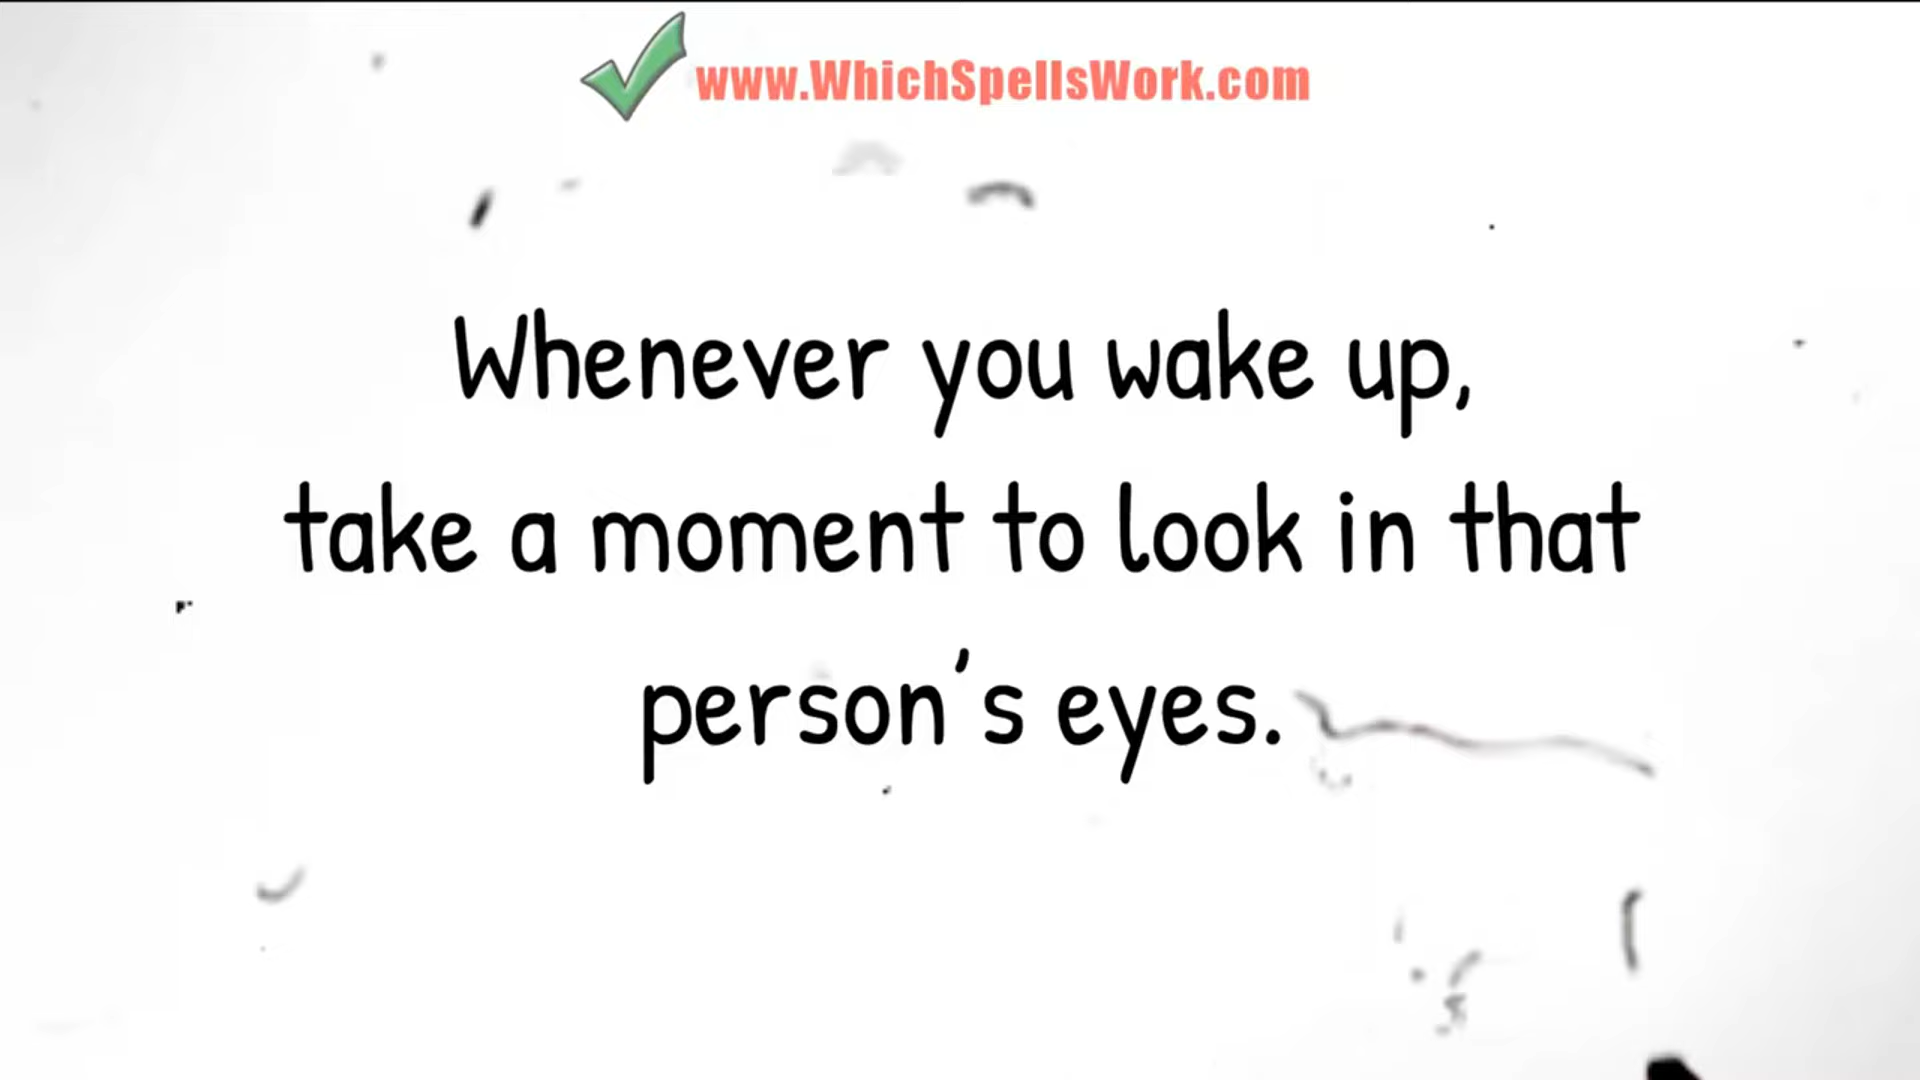 www.WhichSpellsWork.com
Whenever you wake up,
take a moment to look in that
person's eyes.